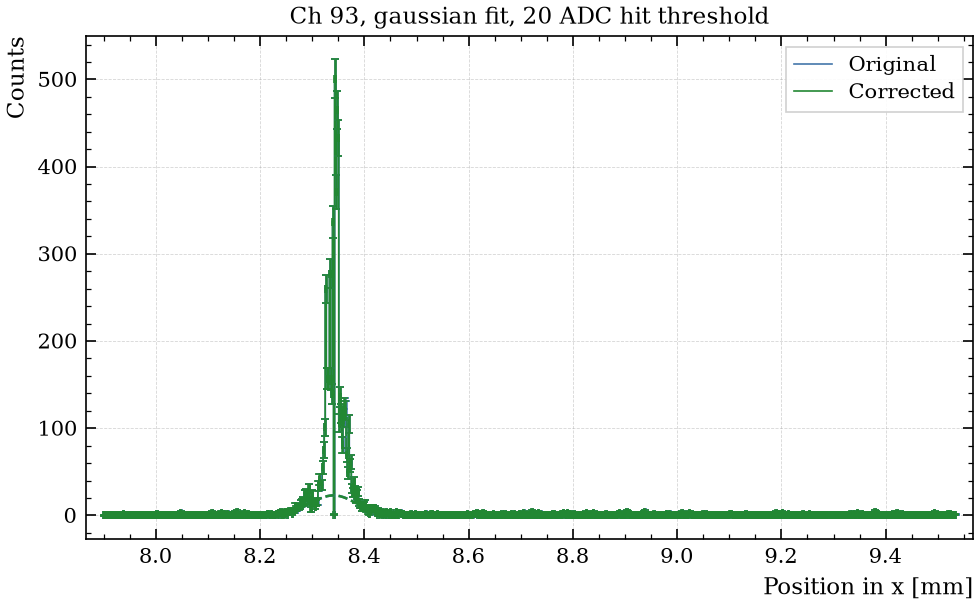 Ch 93, gaussian fit, 20 ADC hit threshold
Counts
Original
Corrected
500
400
300
200
100
0
8.0 8.2 8.4 8.6 8.8 9.0 9.2 9.4
Position in x [mm]